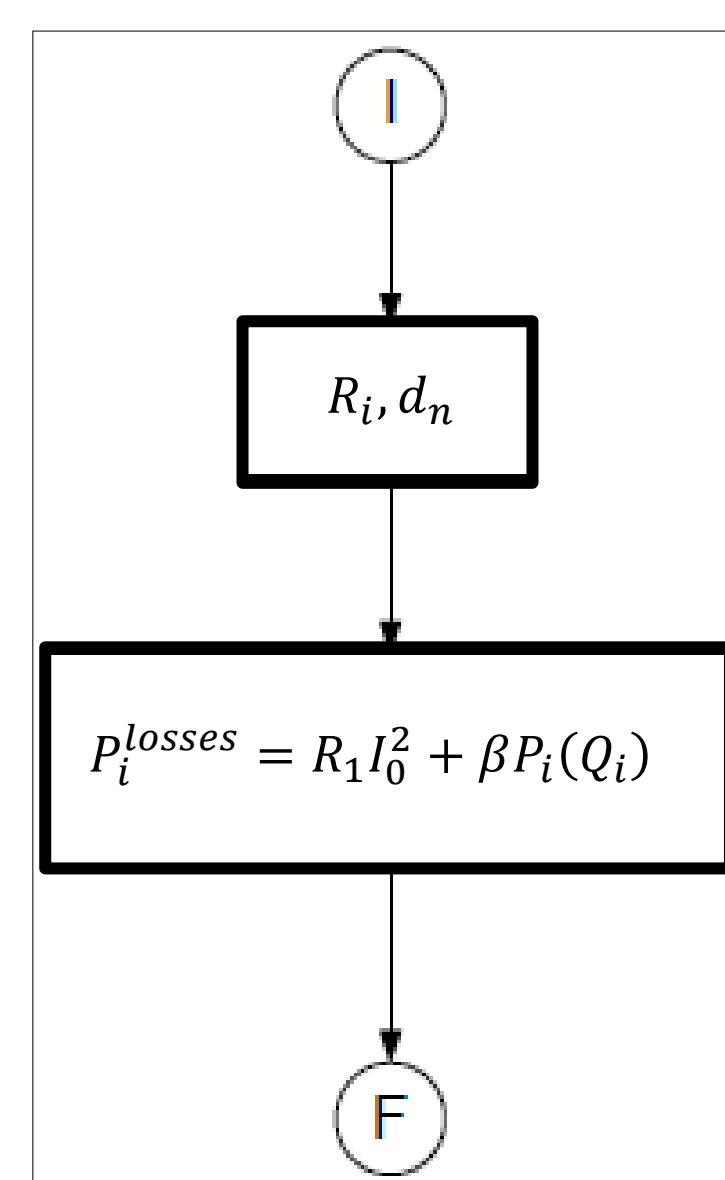 I
R_i, d_n
P_i^{losses} = R_1 I_0^2 + βP_i(Q_i)
F